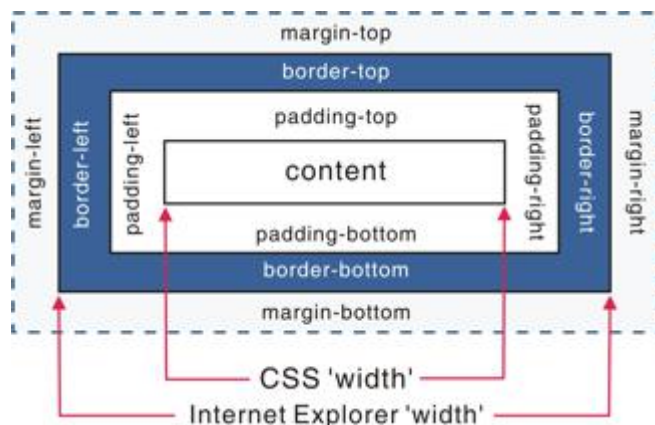 margin-top
border-top
padding-top
margin-left
border-left
padding-left
content
padding-right
border-right
margin-right
padding-bottom
border-bottom
margin-bottom
CSS 'width'
Internet Explorer 'width'